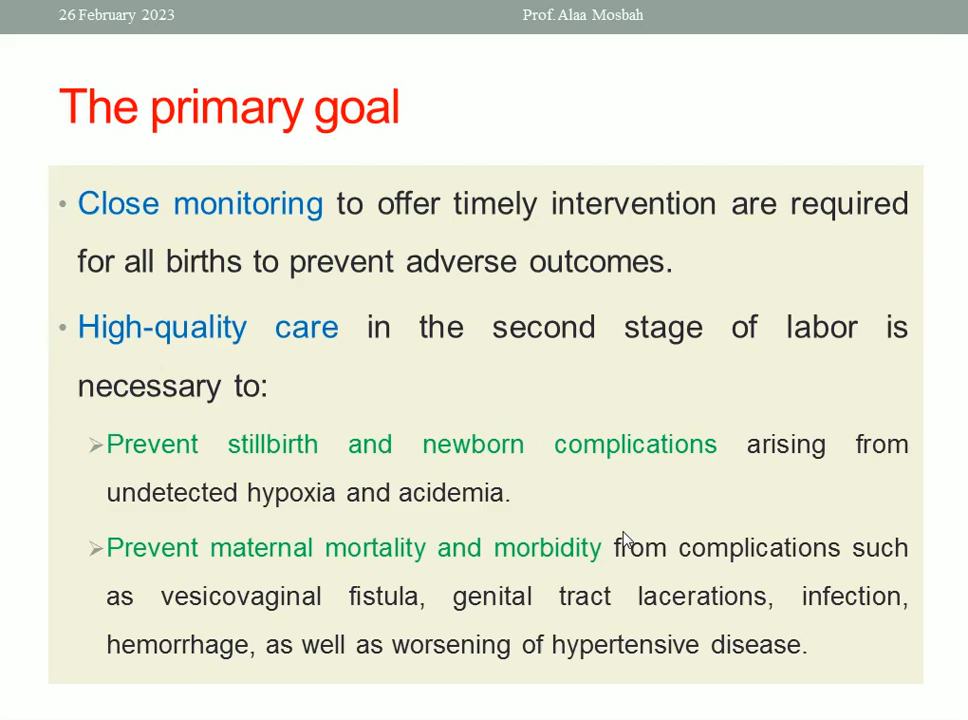 26 February 2023
Prof. Alaa Mosbah
The primary goal
• Close monitoring to offer timely intervention are required
for all births to prevent adverse outcomes.
• High-quality care in the second stage of labor is
necessary to:
➢Prevent stillbirth and newborn complications arising from
undetected hypoxia and acidemia.
➢Prevent maternal mortality and morbidity from complications such
as vesicovaginal fistula, genital tract lacerations, infection,
hemorrhage, as well as worsening of hypertensive disease.